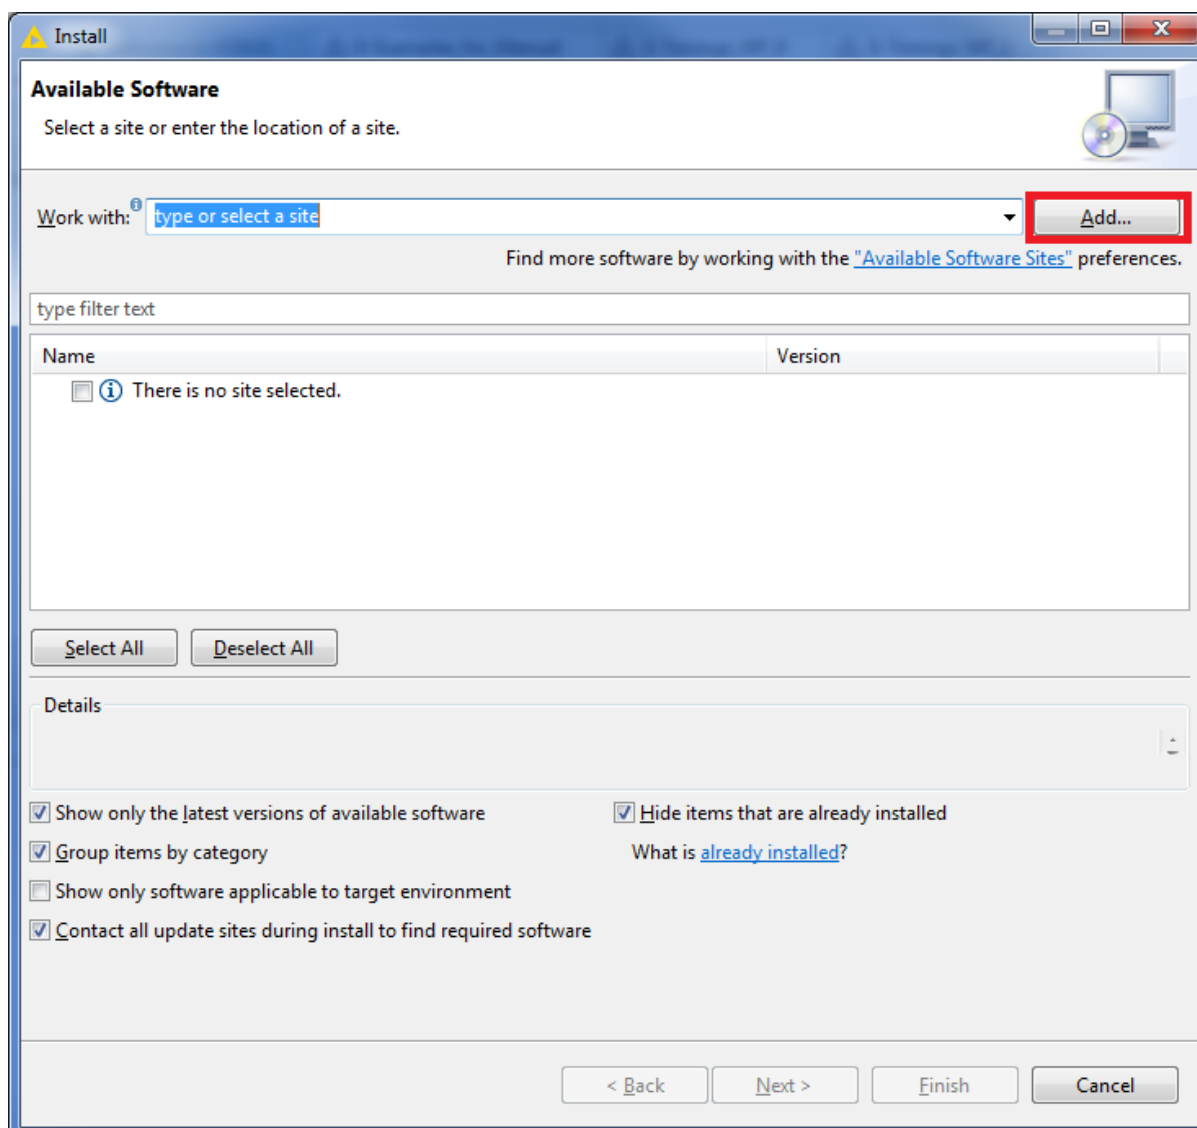 Install
Available Software
Select a site or enter the location of a site.
Work with: type or select a site Add...
Find more software by working with the "Available Software Sites" preferences.
type filter text
Name Version
There is no site selected.
Select All Deselect All
Details
Show only the latest versions of available software Hide items that are already installed
Group items by category What is already installed?
Show only software applicable to target environment
Contact all update sites during install to find required software
< Back Next > Finish Cancel